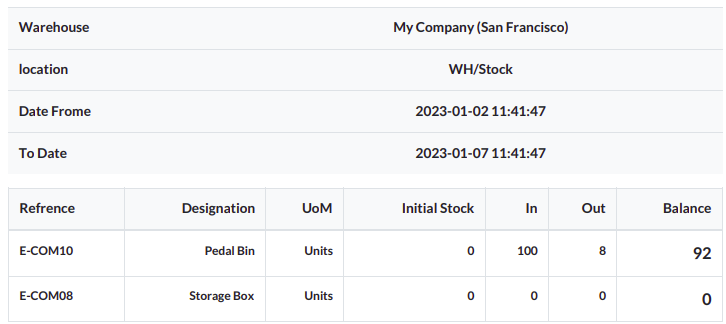 Warehouse My Company (San Francisco)
location WH/Stock
Date Frome 2023-01-02 11:41:47
To Date 2023-01-07 11:41:47
Refrence Designation UoM Initial Stock In Out Balance
E-COM10 Pedal Bin Units 0 100 8 92
E-COM08 Storage Box Units 0 0 0 0